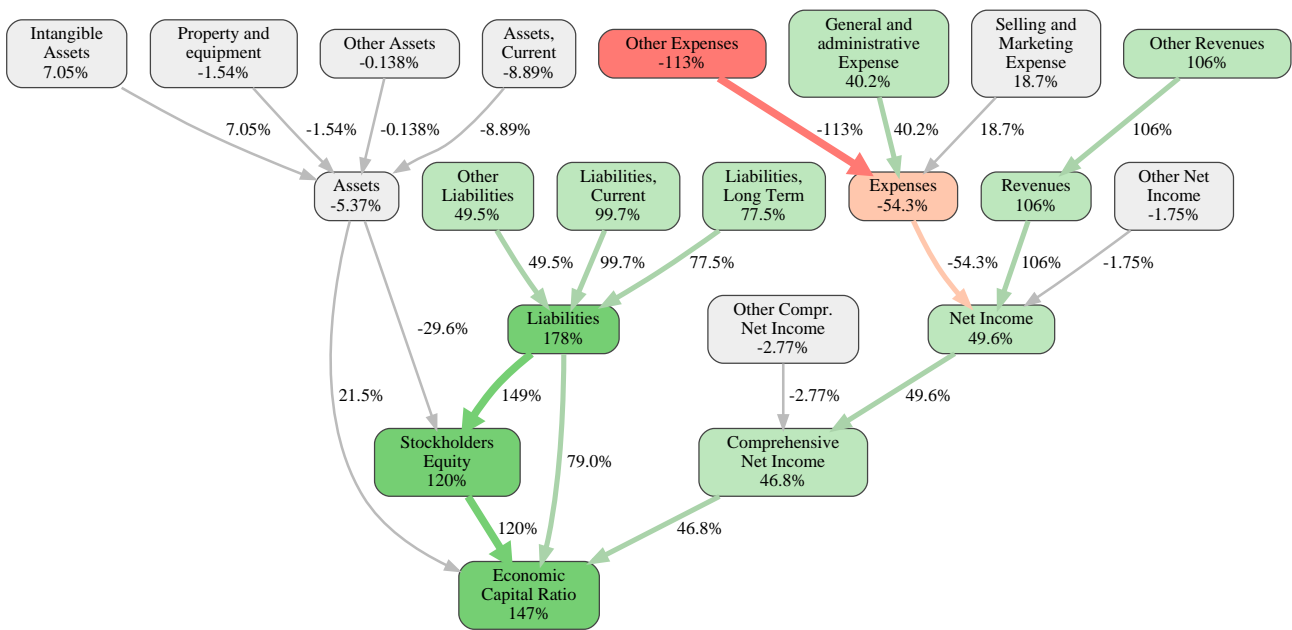 Intangible
Assets
7.05%
Property and
equipment
-1.54%
Other Assets
-0.138%
Assets,
Current
-8.89%
Other Expenses
-113%
General and
administrative
Expense
40.2%
Selling and
Marketing
Expense
18.7%
Other Revenues
106%
7.05%
-1.54%
-0.138%
-8.89%
-113%
40.2%
18.7%
106%
Assets
-5.37%
Other
Liabilities
49.5%
Liabilities,
Current
99.7%
Liabilities,
Long Term
77.5%
Expenses
-54.3%
Revenues
106%
Other Net
Income
-1.75%
49.5%
99.7%
77.5%
-54.3%
106%
-1.75%
-29.6%
Liabilities
178%
Other Compr.
Net Income
-2.77%
Net Income
49.6%
21.5%
149%
-2.77%
49.6%
Stockholders
Equity
120%
79.0%
Comprehensive
Net Income
46.8%
120%
46.8%
Economic
Capital Ratio
147%